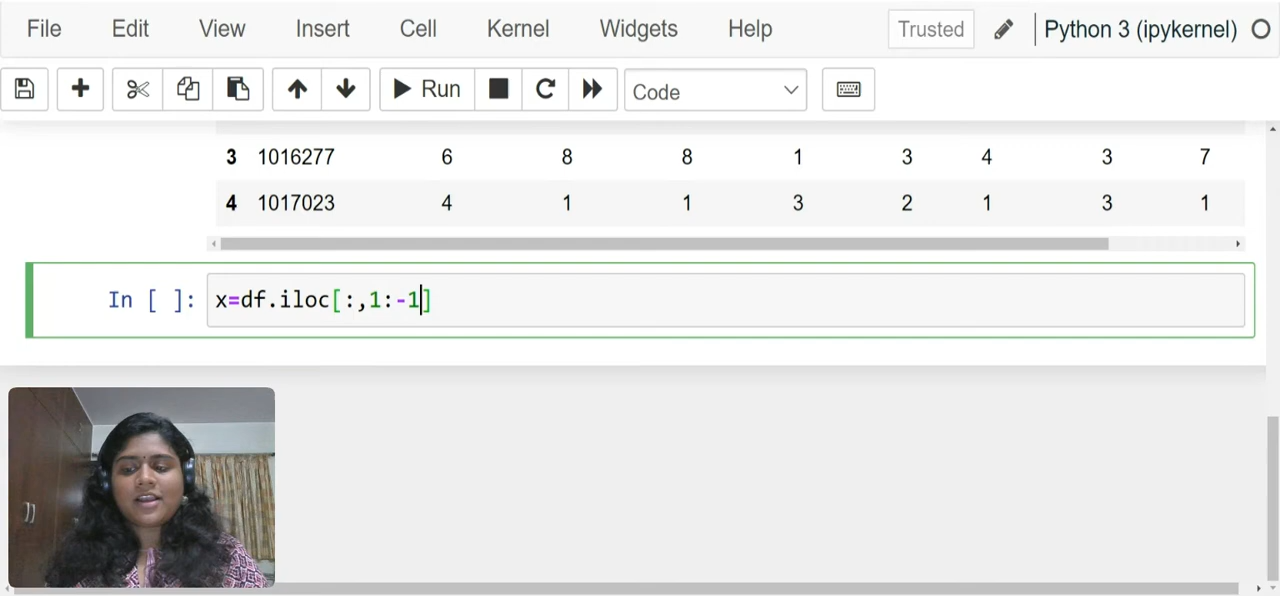 File Edit View Insert Cell Kernel Widgets Help Trusted Python 3 (ipykernel)
Run Code
3 1016277 6 8 8 1 3 4 3 7
4 1017023 4 1 1 3 2 1 3 1
In [ ]: x=df.iloc[:,1:-1]